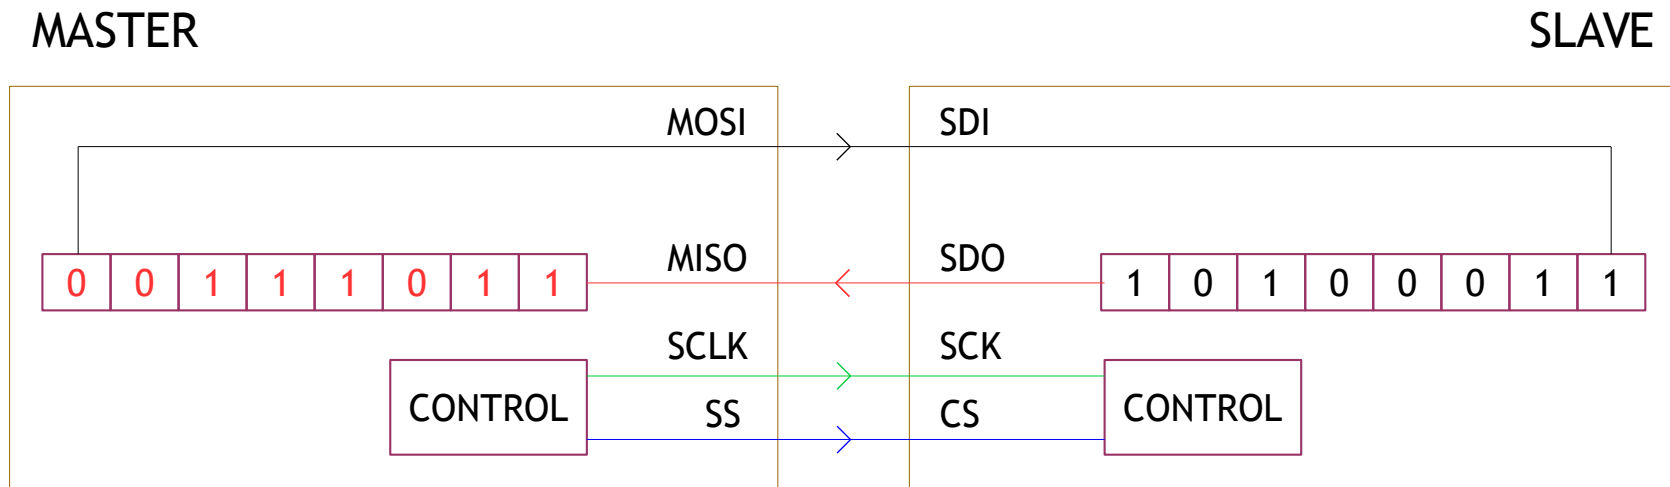 MASTER SLAVE
MOSI SDI
MISO SDO
0 0 1 1 1 0 1 1 1 0 1 0 0 0 1 1
SCLK SCK
CONTROL CONTROL
SS CS